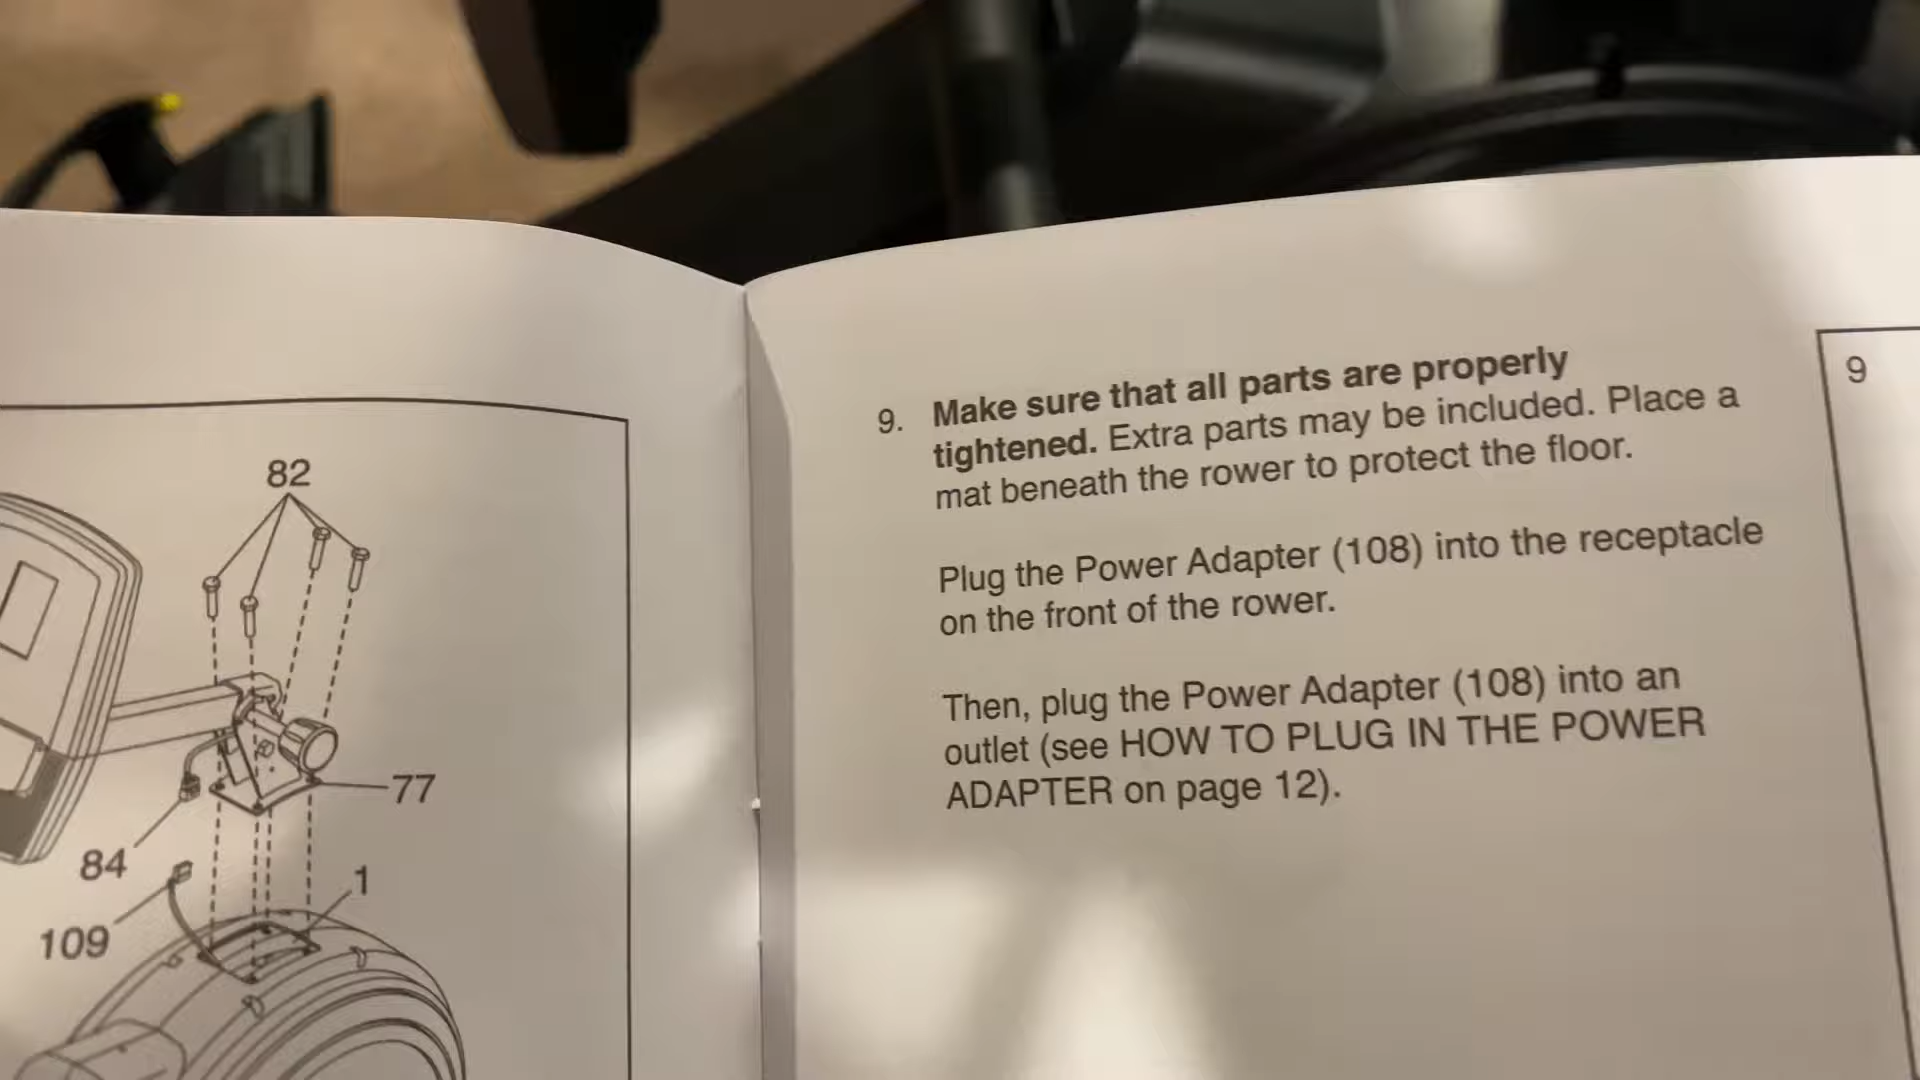 82
77
84
1
109
9. Make sure that all parts are properly
tightened. Extra parts may be included. Place a
mat beneath the rower to protect the floor.
Plug the Power Adapter (108) into the receptacle
on the front of the rower.
Then, plug the Power Adapter (108) into an
outlet (see HOW TO PLUG IN THE POWER
ADAPTER on page 12).
9